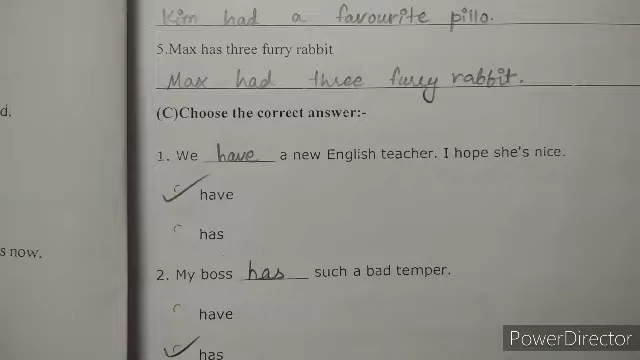 Kim had a favourite pillo.
5.Max has three furry rabbit
Max had three furry rabbit.
d.
(C)Choose the correct answer:-
1. We have a new English teacher. I hope she's nice.
have
has
s now.
2. My boss has such a bad temper.
have
has
PowerDirector